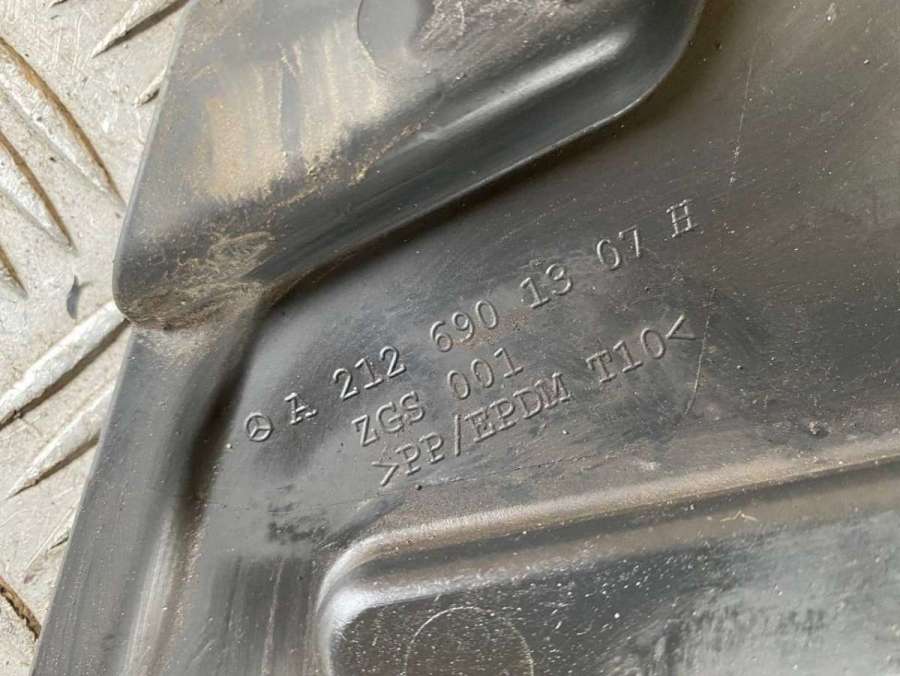 A 212 690 13 07 H
ZGS 001
>PP/EPDM T10<